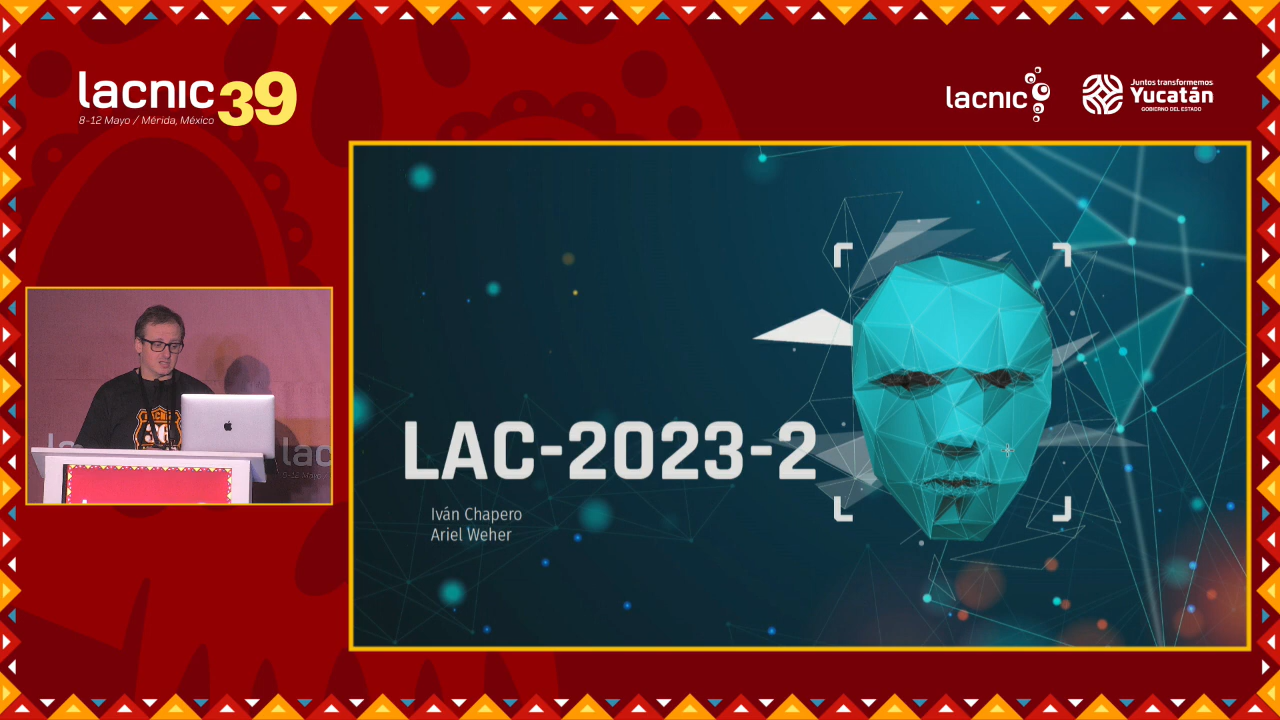 lacnic39
8-12 Mayo / Mérida, México
lacnic
Juntos transformemos
Yucatán
GOBIERNO DEL ESTADO
LAC-2023-2
Iván Chapero
Ariel Weher
lac